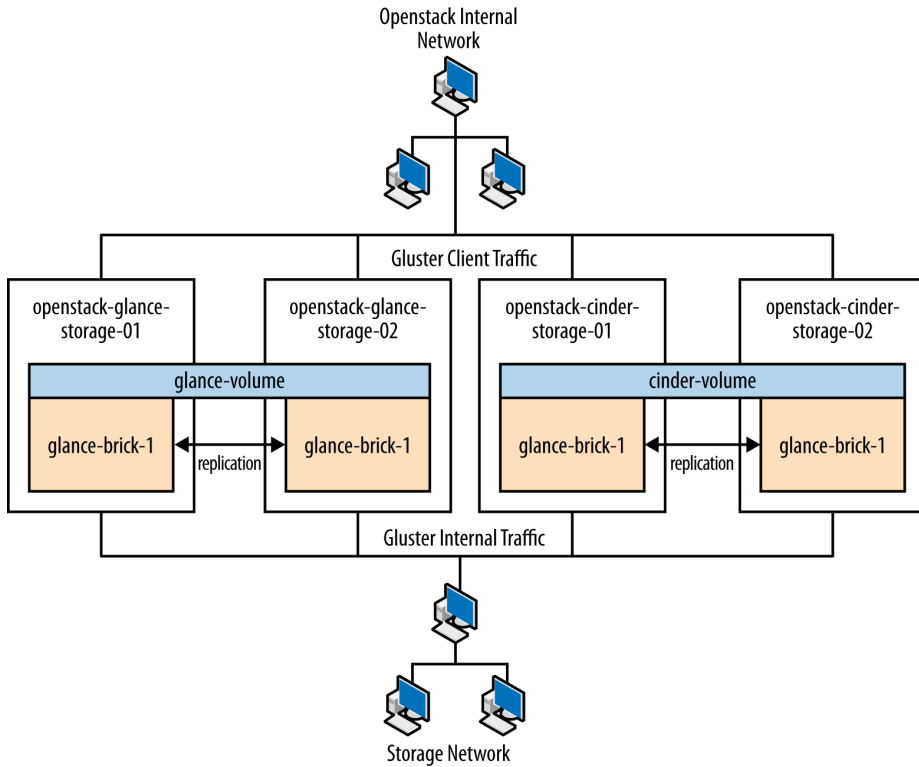 Openstack Internal
Network
Gluster Client Traffic
openstack-glance-
storage-01
openstack-glance-
storage-02
openstack-cinder-
storage-01
openstack-cinder-
storage-02
glance-volume
cinder-volume
glance-brick-1
replication
glance-brick-1
glance-brick-1
replication
glance-brick-1
Gluster Internal Traffic
Storage Network